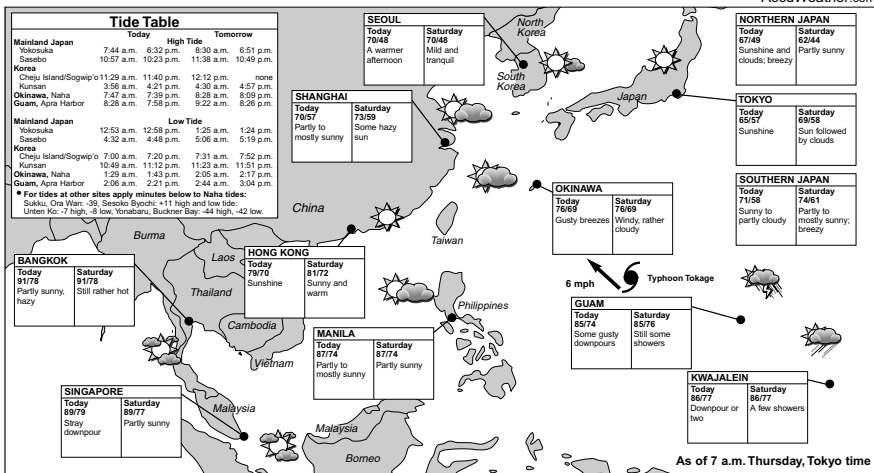 AccuWeather.com
Tide Table
Today Tomorrow
High Tide
Mainland Japan
Yokosuka 7:44 a.m. 6:32 p.m. 8:30 a.m. 6:51 p.m.
Sasebo 10:57 a.m. 10:23 p.m. 11:38 a.m. 10:49 p.m.
Korea
Cheju Island/Sogwip'o 11:29 a.m. 11:40 p.m. 12:12 p.m. none
Kunsan 3:56 a.m. 4:21 p.m. 4:30 a.m. 4:57 p.m.
Okinawa, Naha 7:47 a.m. 7:39 p.m. 8:28 a.m. 8:09 p.m.
Guam, Apra Harbor 8:28 a.m. 7:58 p.m. 9:22 a.m. 8:26 p.m.
Mainland Japan Low Tide
Yokosuka 12:53 a.m. 12:58 p.m. 1:25 a.m. 1:24 p.m.
Sasebo 4:32 a.m. 4:48 p.m. 5:06 a.m. 5:19 p.m.
Korea
Cheju Island/Sogwip'o 7:00 a.m. 7:20 p.m. 7:31 a.m. 7:52 p.m.
Kunsan 10:49 a.m. 11:12 p.m. 11:23 a.m. 11:51 p.m.
Okinawa, Naha 1:29 a.m. 1:43 p.m. 2:05 a.m. 2:17 p.m.
Guam, Apra Harbor 2:06 a.m. 2:21 p.m. 2:44 a.m. 3:04 p.m.
• For tides at other sites apply minutes below to Naha tides:
Sukku, Ora Wan: -39, Sesoko Byochi: +11 high and low tide:
Unten Ko: -7 high, -8 low, Yonabaru, Buckner Bay: -44 high, -42 low.
SEOUL
Today Saturday
70/48 70/48
A warmer Mild and
afternoon tranquil
North
Korea
South
Korea
Japan
NORTHERN JAPAN
Today Saturday
67/49 62/44
Sunshine and Partly sunny
clouds; breezy
SHANGHAI
Today Saturday
70/57 73/59
Partly to Some hazy
mostly sunny sun
TOKYO
Today Saturday
65/57 69/58
Sunshine Sun followed
by clouds
SOUTHERN JAPAN
Today Saturday
71/58 74/61
Sunny to Partly to
partly cloudy mostly sunny;
breezy
OKINAWA
Today Saturday
76/69 76/69
Gusty breezes Windy, rather
cloudy
China
Taiwan
Burma
Laos
Thailand
Cambodia
Vietnam
Philippines
BANGKOK
Today Saturday
91/78 91/78
Partly sunny, Still rather hot
hazy
HONG KONG
Today Saturday
79/70 81/72
Sunshine Sunny and
warm
6 mph
Typhoon Tokage
GUAM
Today Saturday
85/74 85/76
Some gusty Still some
downpours showers
MANILA
Today Saturday
87/74 87/74
Partly to Partly sunny
mostly sunny
KWAJALEIN
Today Saturday
86/77 86/77
Downpour or A few showers
two
SINGAPORE
Today Saturday
89/79 89/77
Stray Partly sunny
downpour
Malaysia
Malaysia
Borneo
As of 7 a.m. Thursday, Tokyo time